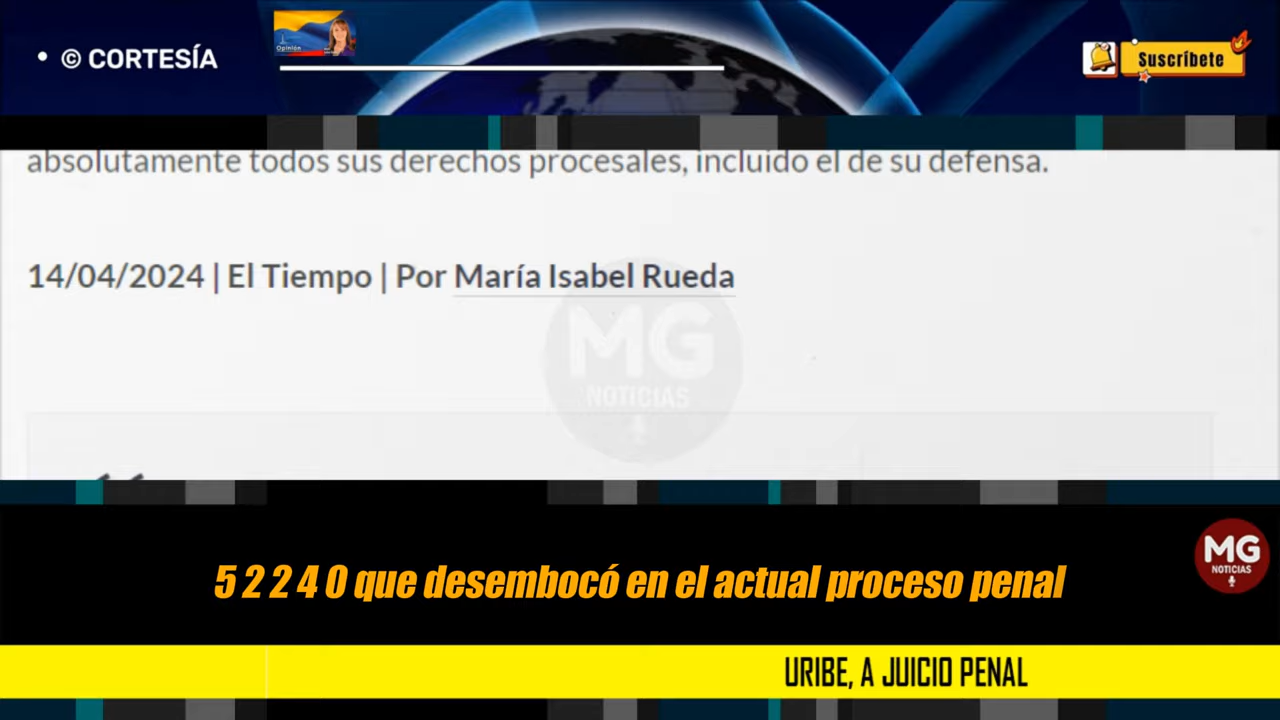 • © CORTESÍA
Opinión
Suscríbete
absolutamente todos sus derechos procesales, incluido el de su defensa.
14/04/2024 | El Tiempo | Por María Isabel Rueda
MG
NOTICIAS
“
5 2 2 4 0 que desembocó en el actual proceso penal
MG
NOTICIAS
URIBE, A JUICIO PENAL